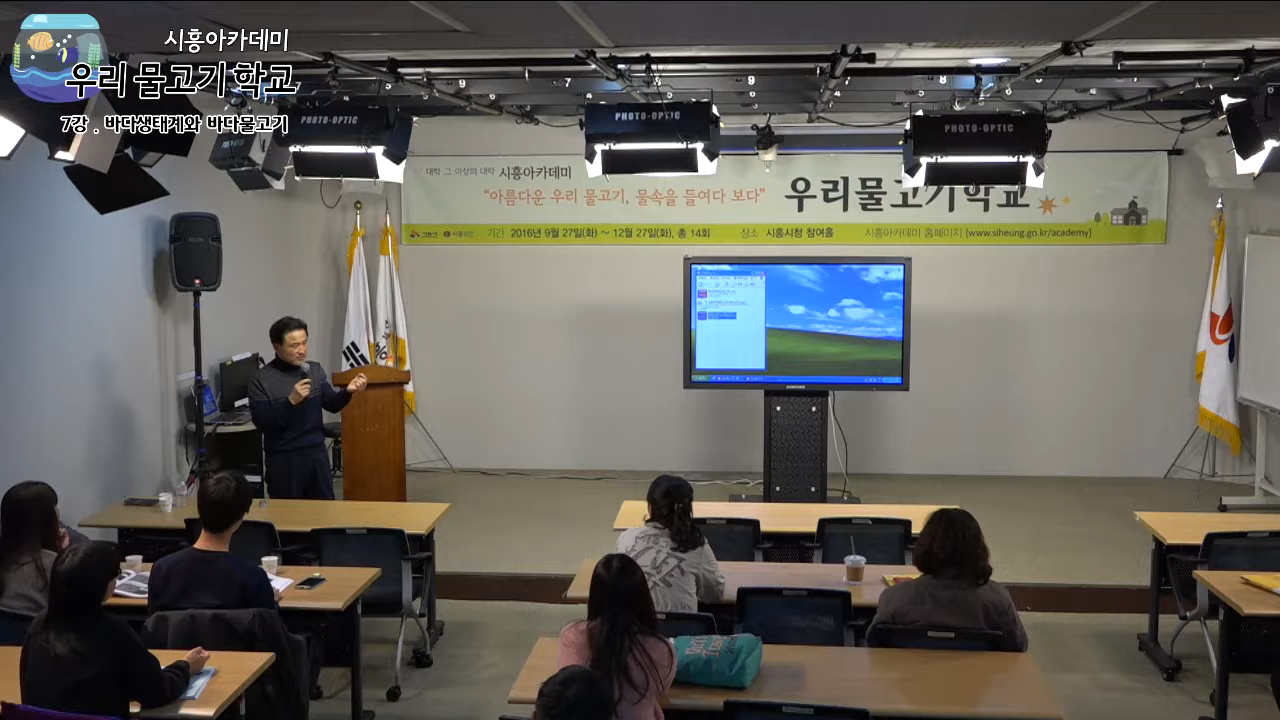 시흥아카데미
우리 물고기 학교
7강 . 바다생태계와 바다물고기
PHOTO-OPTIC
PHOTO-OPTIC
PHOTO-OPTIC
대학 그 이상의 대학 시흥아카데미
“아름다운 우리 물고기, 물속을 들여다 보다”
우리물고기학교
기간 2016년 9월 27일(화) ~ 12월 27일(화), 총 14회 장소 시흥시청 참여홀 시흥아카데미 홈페이지 (www.siheung.go.kr/academy)
SAMSUNG